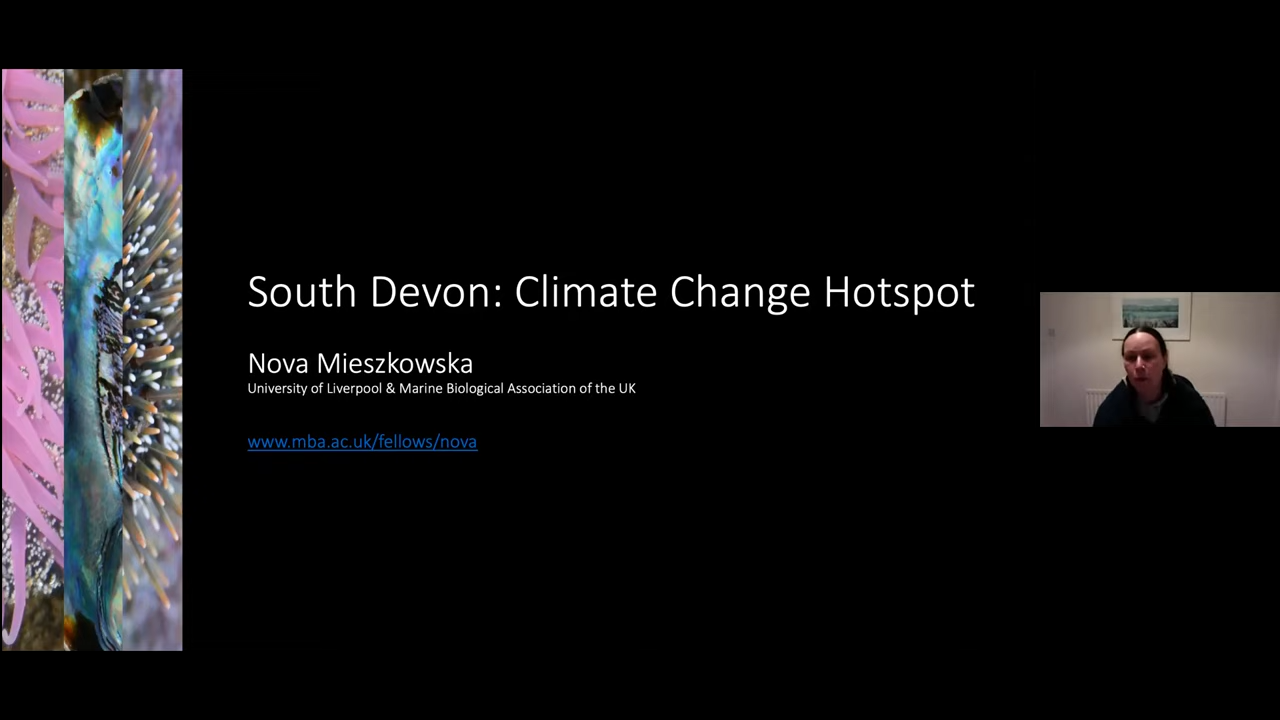 South Devon: Climate Change Hotspot
Nova Mieszkowska
University of Liverpool & Marine Biological Association of the UK
www.mba.ac.uk/fellows/nova